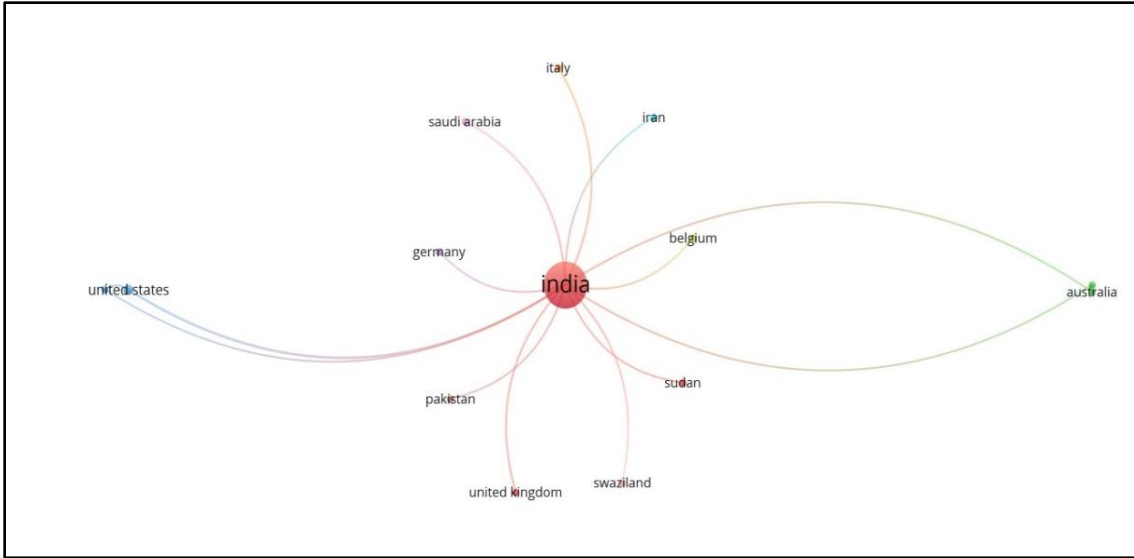 italy
saudi arabia
iran
germany
belgium
india
united states
australia
pakistan
sudan
united kingdom
swaziland